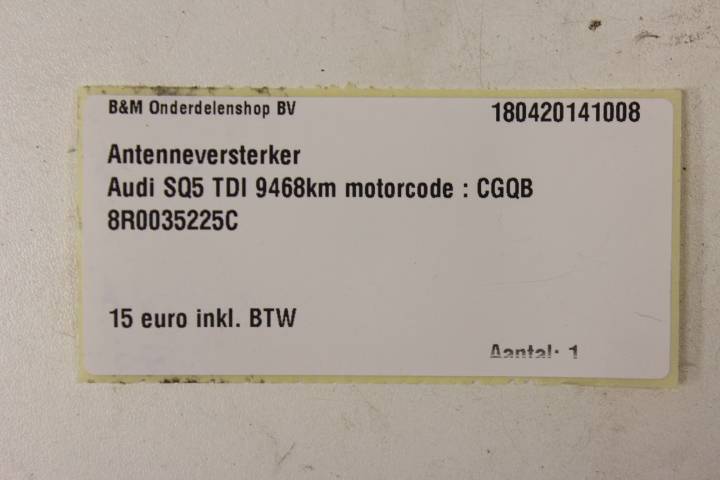 B&M Onderdelenshop BV 180420141008
Antenneversterker
Audi SQ5 TDI 9468km motorcode : CGQB
8R0035225C
15 euro inkl. BTW
Aantal: 1